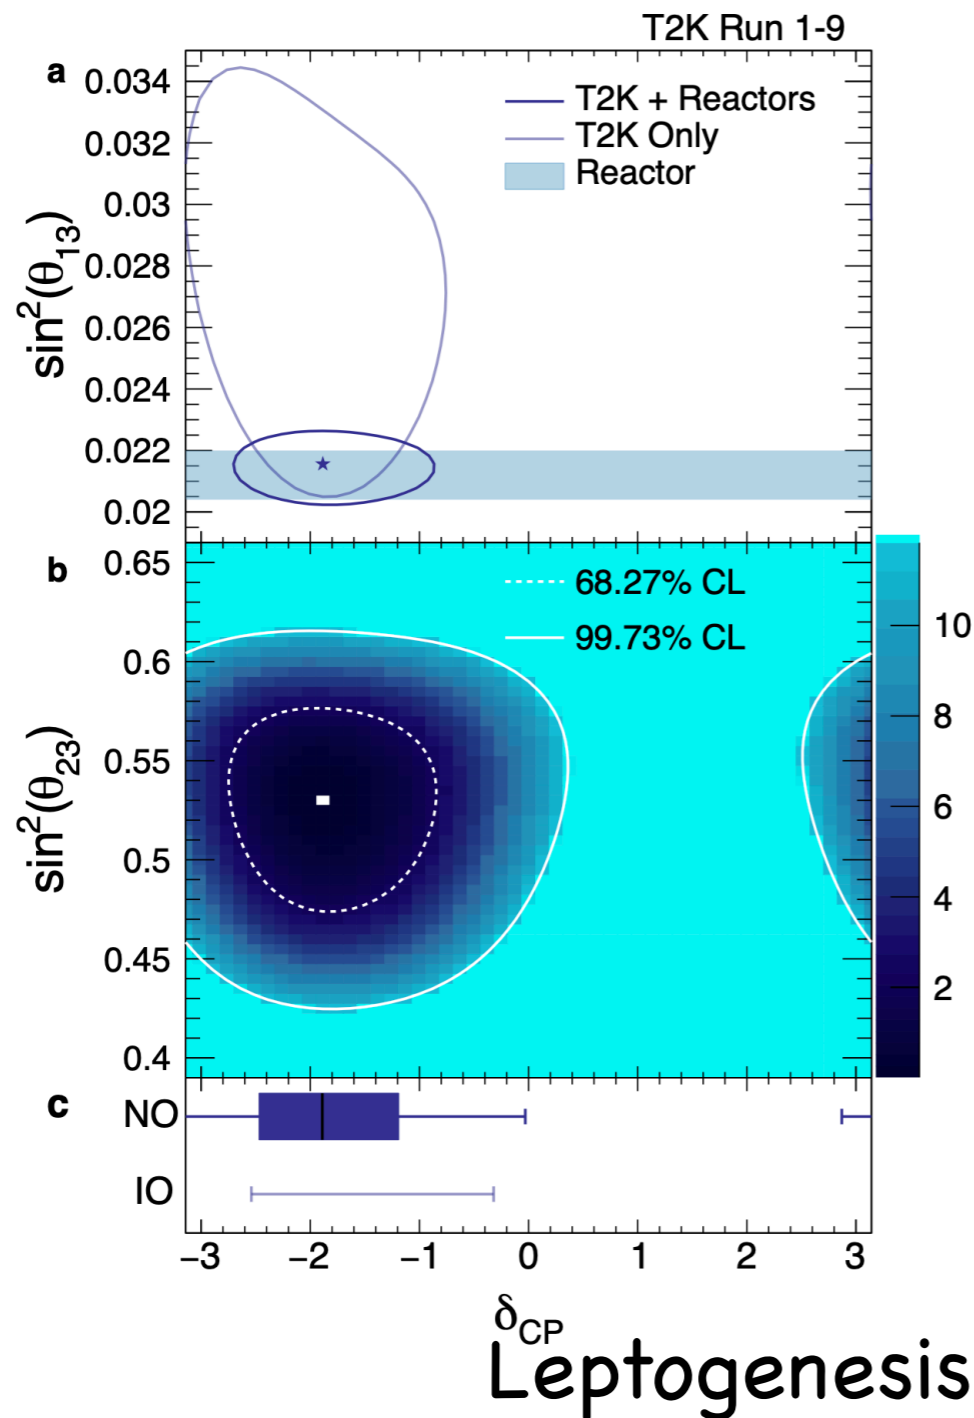 T2K Run 1-9
a
0.034
0.032
0.03
0.028
0.026
0.024
0.022
0.02
sin²(θ₁₃)
T2K + Reactors
T2K Only
Reactor
b
0.65
0.6
0.55
0.5
0.45
0.4
sin²(θ₂₃)
68.27% CL
99.73% CL
10
8
6
4
2
c
NO
IO
−3 −2 −1 0 1 2 3
δCP
Leptogenesis